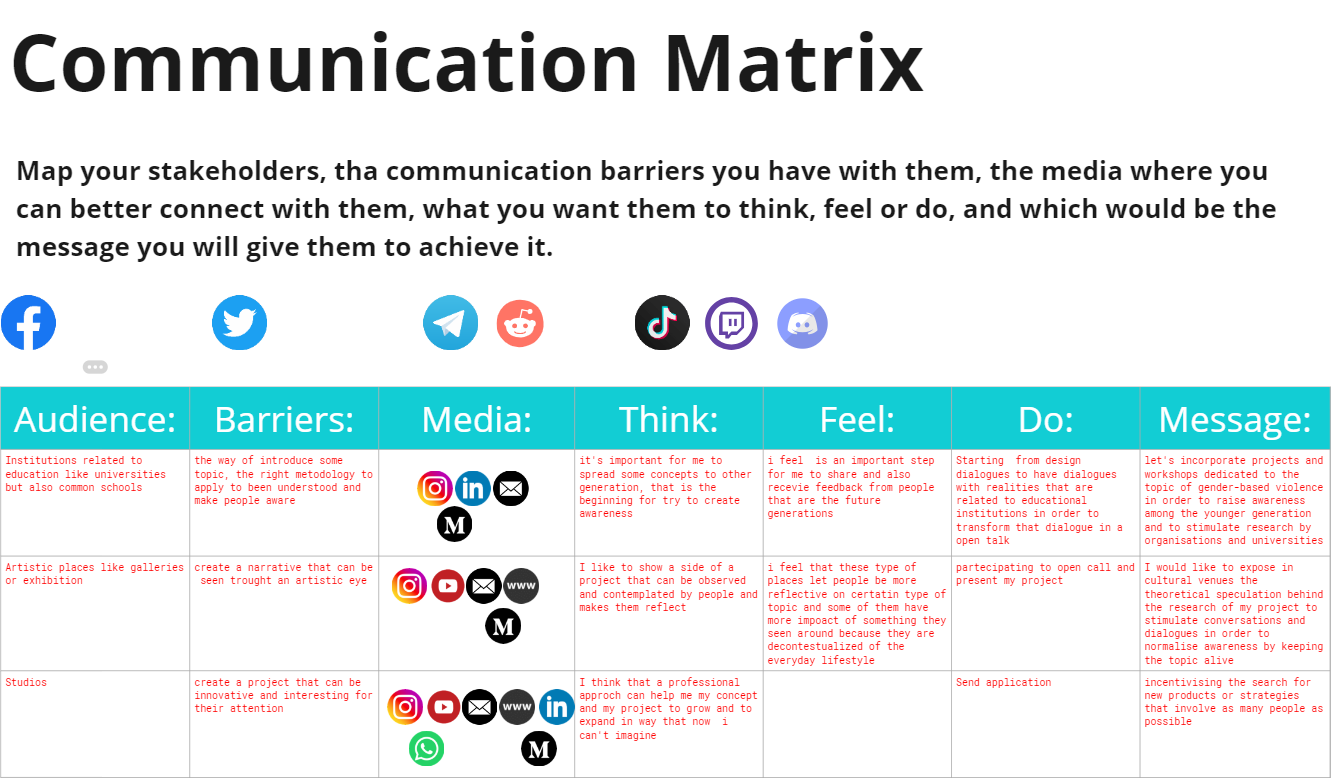 Communication Matrix
Map your stakeholders, tha communication barriers you have with them, the media where you
can better connect with them, what you want them to think, feel or do, and which would be the
message you will give them to achieve it.
Audience:
Barriers:
Media:
Think:
Feel:
Do:
Message:
Institutions related to
education like universities
but also common schools
the way of introduce some
topic, the right metodology to
apply to been understood and
make people aware
in
M
it's important for me to
spread some concepts to other
generation, that is the
beginning for try to create
awareness
i feel  is an important step
for me to share and also
recevie feedback from people
that are the future
generations
Starting  from design
dialogues to have dialogues
with realities that are
related to educational
institutions in order to
transform that dialogue in a
open talk
let's incorporate projects and
workshops dedicated to the
topic of gender-based violence
in order to raise awareness
among the younger generation
and to stimulate research by
organisations and universities
Artistic places like galleries
or exhibition
create a narrative that can be
seen trought an artistic eye
www
M
I like to show a side of a
project that can be observed
and contemplated by people and
makes them reflect
i feel that these type of
places let people be more
reflective on certatin type of
topic and some of them have
more impoact of something they
seen around because they are
decontestualized of the
everyday lifestyle
partecipating to open call and
present my project
I would like to expose in
cultural venues the
theoretical speculation behind
the research of my project to
stimulate conversations and
dialogues in order to
normalise awareness by keeping
the topic alive
Studios
create a project that can be
innovative and interesting for
their attention
www
in
M
I think that a professional
approch can help me my concept
and my project to grow and to
expand in way that now  i
can't imagine
Send application
incentivising the search for
new products or strategies
that involve as many people as
possible